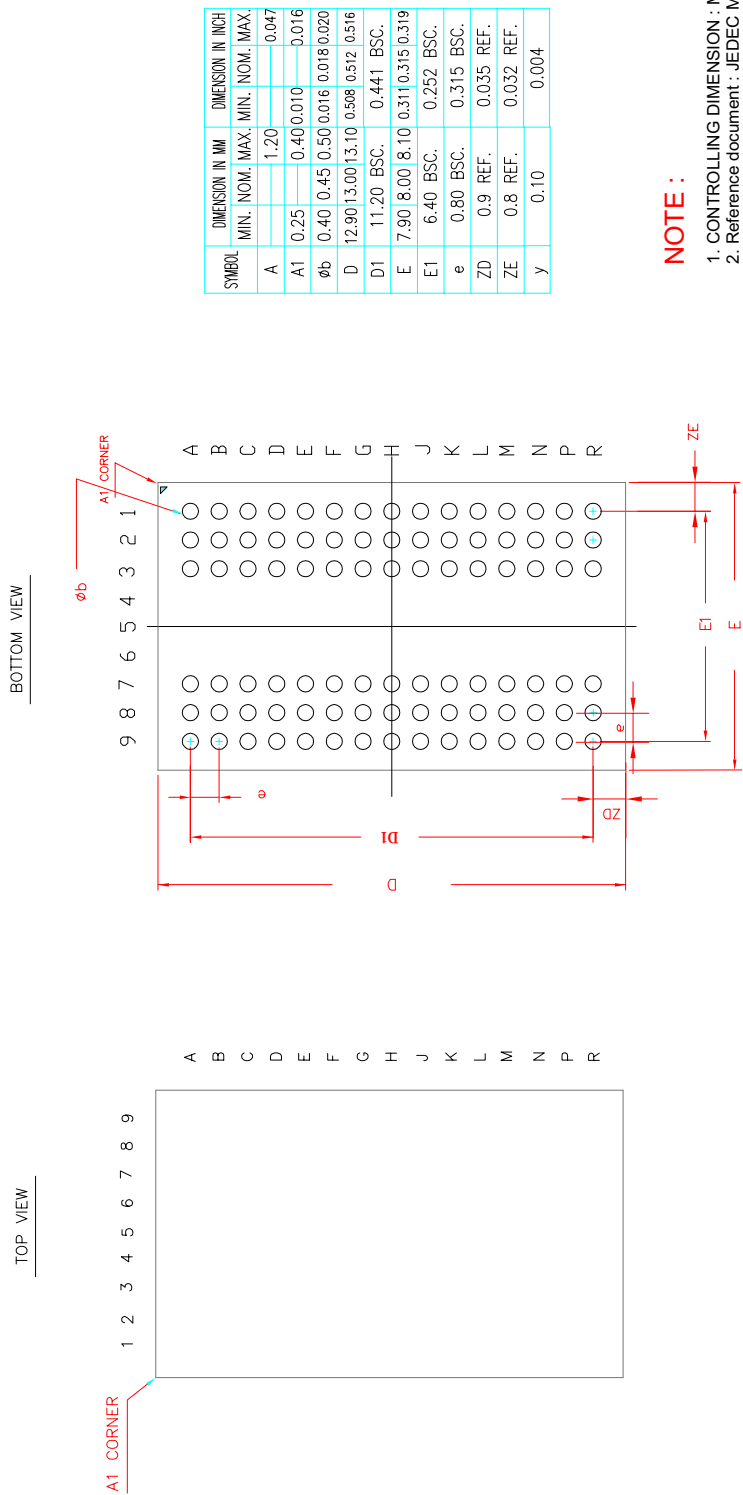 TOP VIEW
A1 CORNER
1 2 3 4 5 6 7 8 9
A
B
C
D
E
F
G
H
J
K
L
M
N
P
R
BOTTOM VIEW
Øb
A1 CORNER
9 8 7 6 5 4 3 2 1
A
B
C
D
E
F
G
H
J
K
L
M
N
P
R
e
D1
D
ZD
e
E1
E
ZE
SYMBOL DIMENSION IN MM DIMENSION IN INCH
MIN. NOM. MAX. MIN. NOM. MAX.
A 1.20 0.047
A1 0.25 0.40 0.010 0.016
Øb 0.40 0.45 0.50 0.016 0.018 0.020
D 12.90 13.00 13.10 0.508 0.512 0.516
D1 11.20 BSC. 0.441 BSC.
E 7.90 8.00 8.10 0.311 0.315 0.319
E1 6.40 BSC. 0.252 BSC.
e 0.80 BSC. 0.315 BSC.
ZD 0.9 REF. 0.035 REF.
ZE 0.8 REF. 0.032 REF.
y 0.10 0.004
NOTE :
1. CONTROLLING DIMENSION :
2. Reference document : JEDEC